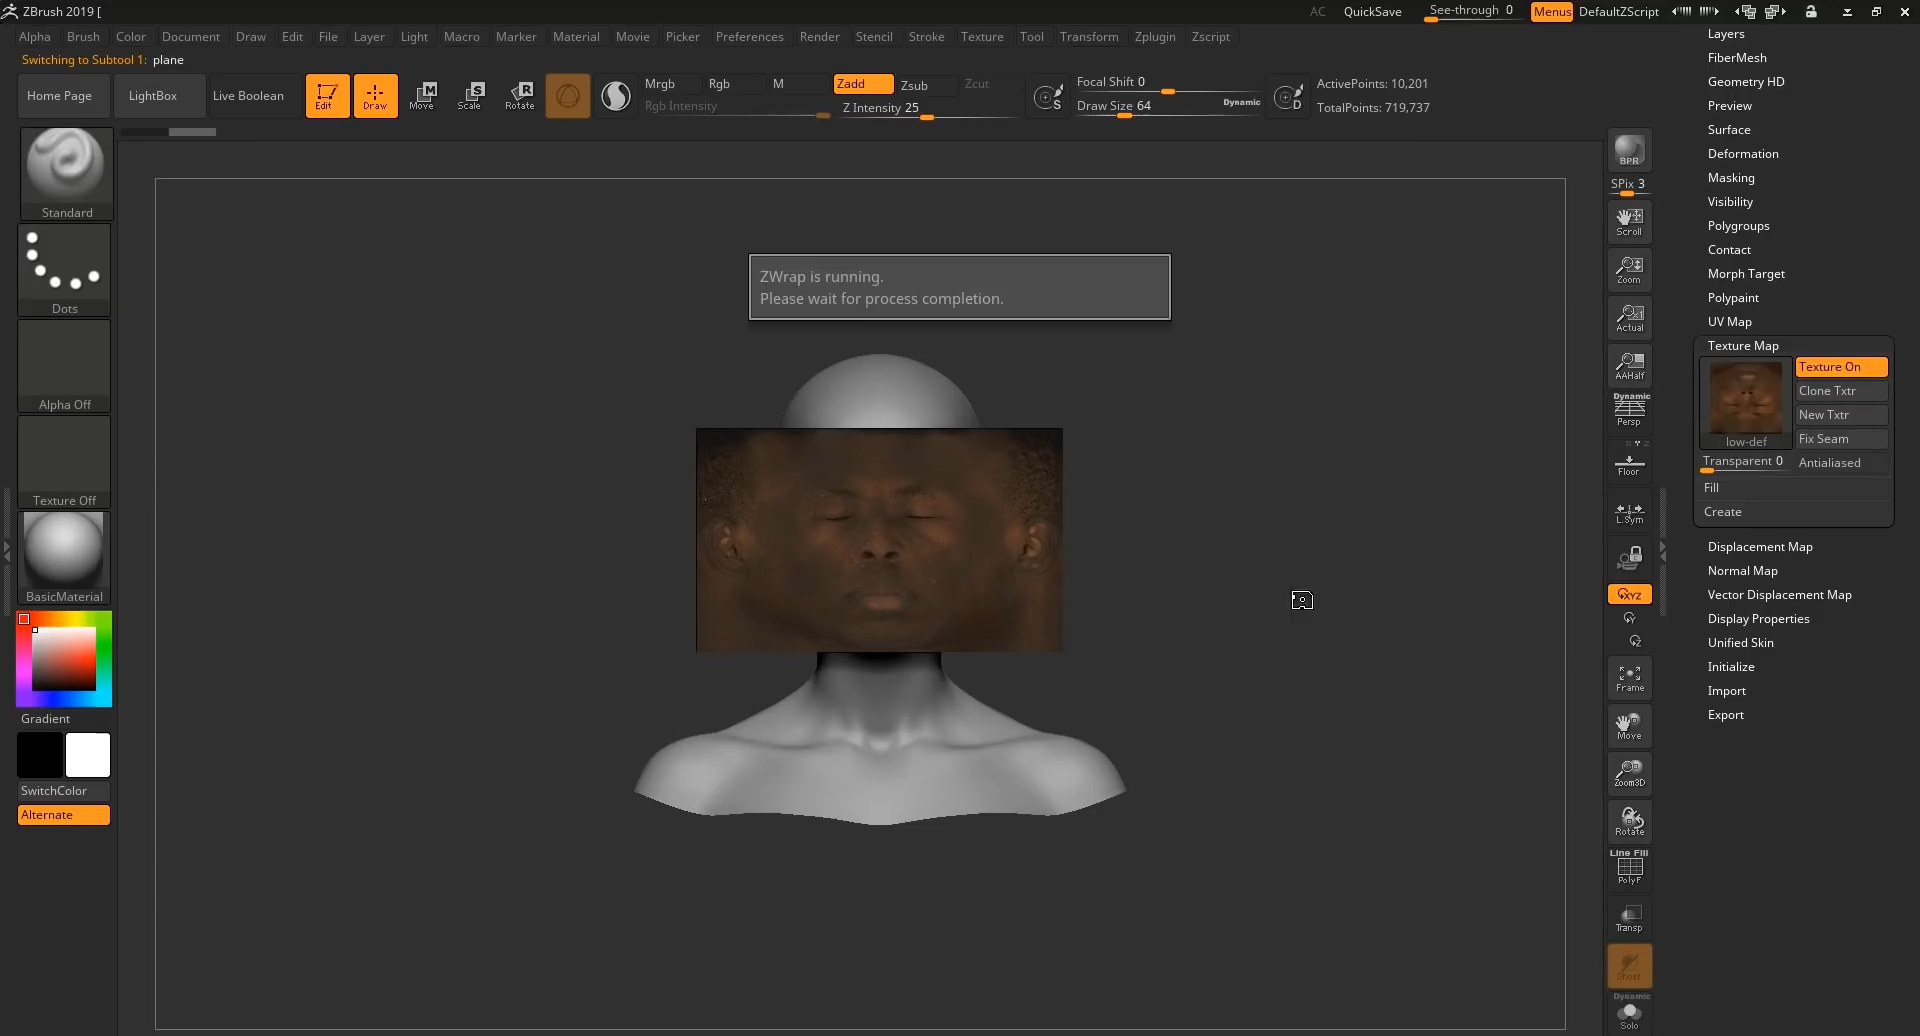 ZBrush 2019 [
AC QuickSave See-through 0 Menus DefaultZScript
Alpha Brush Color Document Draw Edit File Layer Light Macro Marker Material Movie Picker Preferences Render Stencil Stroke Texture Tool Transform Zplugin Zscript
Switching to Subtool 1: plane
Home Page LightBox Live Boolean Edit Draw Move Scale Rotate
Mrgb Rgb M Zadd Zsub Zcut
Rgb Intensity Z Intensity 25
Focal Shift 0
Draw Size 64 Dynamic
ActivePoints: 10,201
TotalPoints: 719,737
Standard
Dots
Alpha Off
Texture Off
BasicMaterial
Gradient
SwitchColor
Alternate
ZWrap is running.
Please wait for process completion.
BPR
SPix 3
Scroll
Zoom
Actual
AAHalf
Dynamic
Persp
Floor
L.Sym
XYZ
Frame
Move
Zoom3D
Rotate
Line Fill
PolyF
Transp
Ghost
Dynamic
Solo
Layers
FiberMesh
Geometry HD
Preview
Surface
Deformation
Masking
Visibility
Polygroups
Contact
Morph Target
Polypaint
UV Map
Texture Map
Texture On
Clone Txtr
New Txtr
low-def Fix Seam
Transparent 0 Antialiased
Fill
Create
Displacement Map
Normal Map
Vector Displacement Map
Display Properties
Unified Skin
Initialize
Import
Export